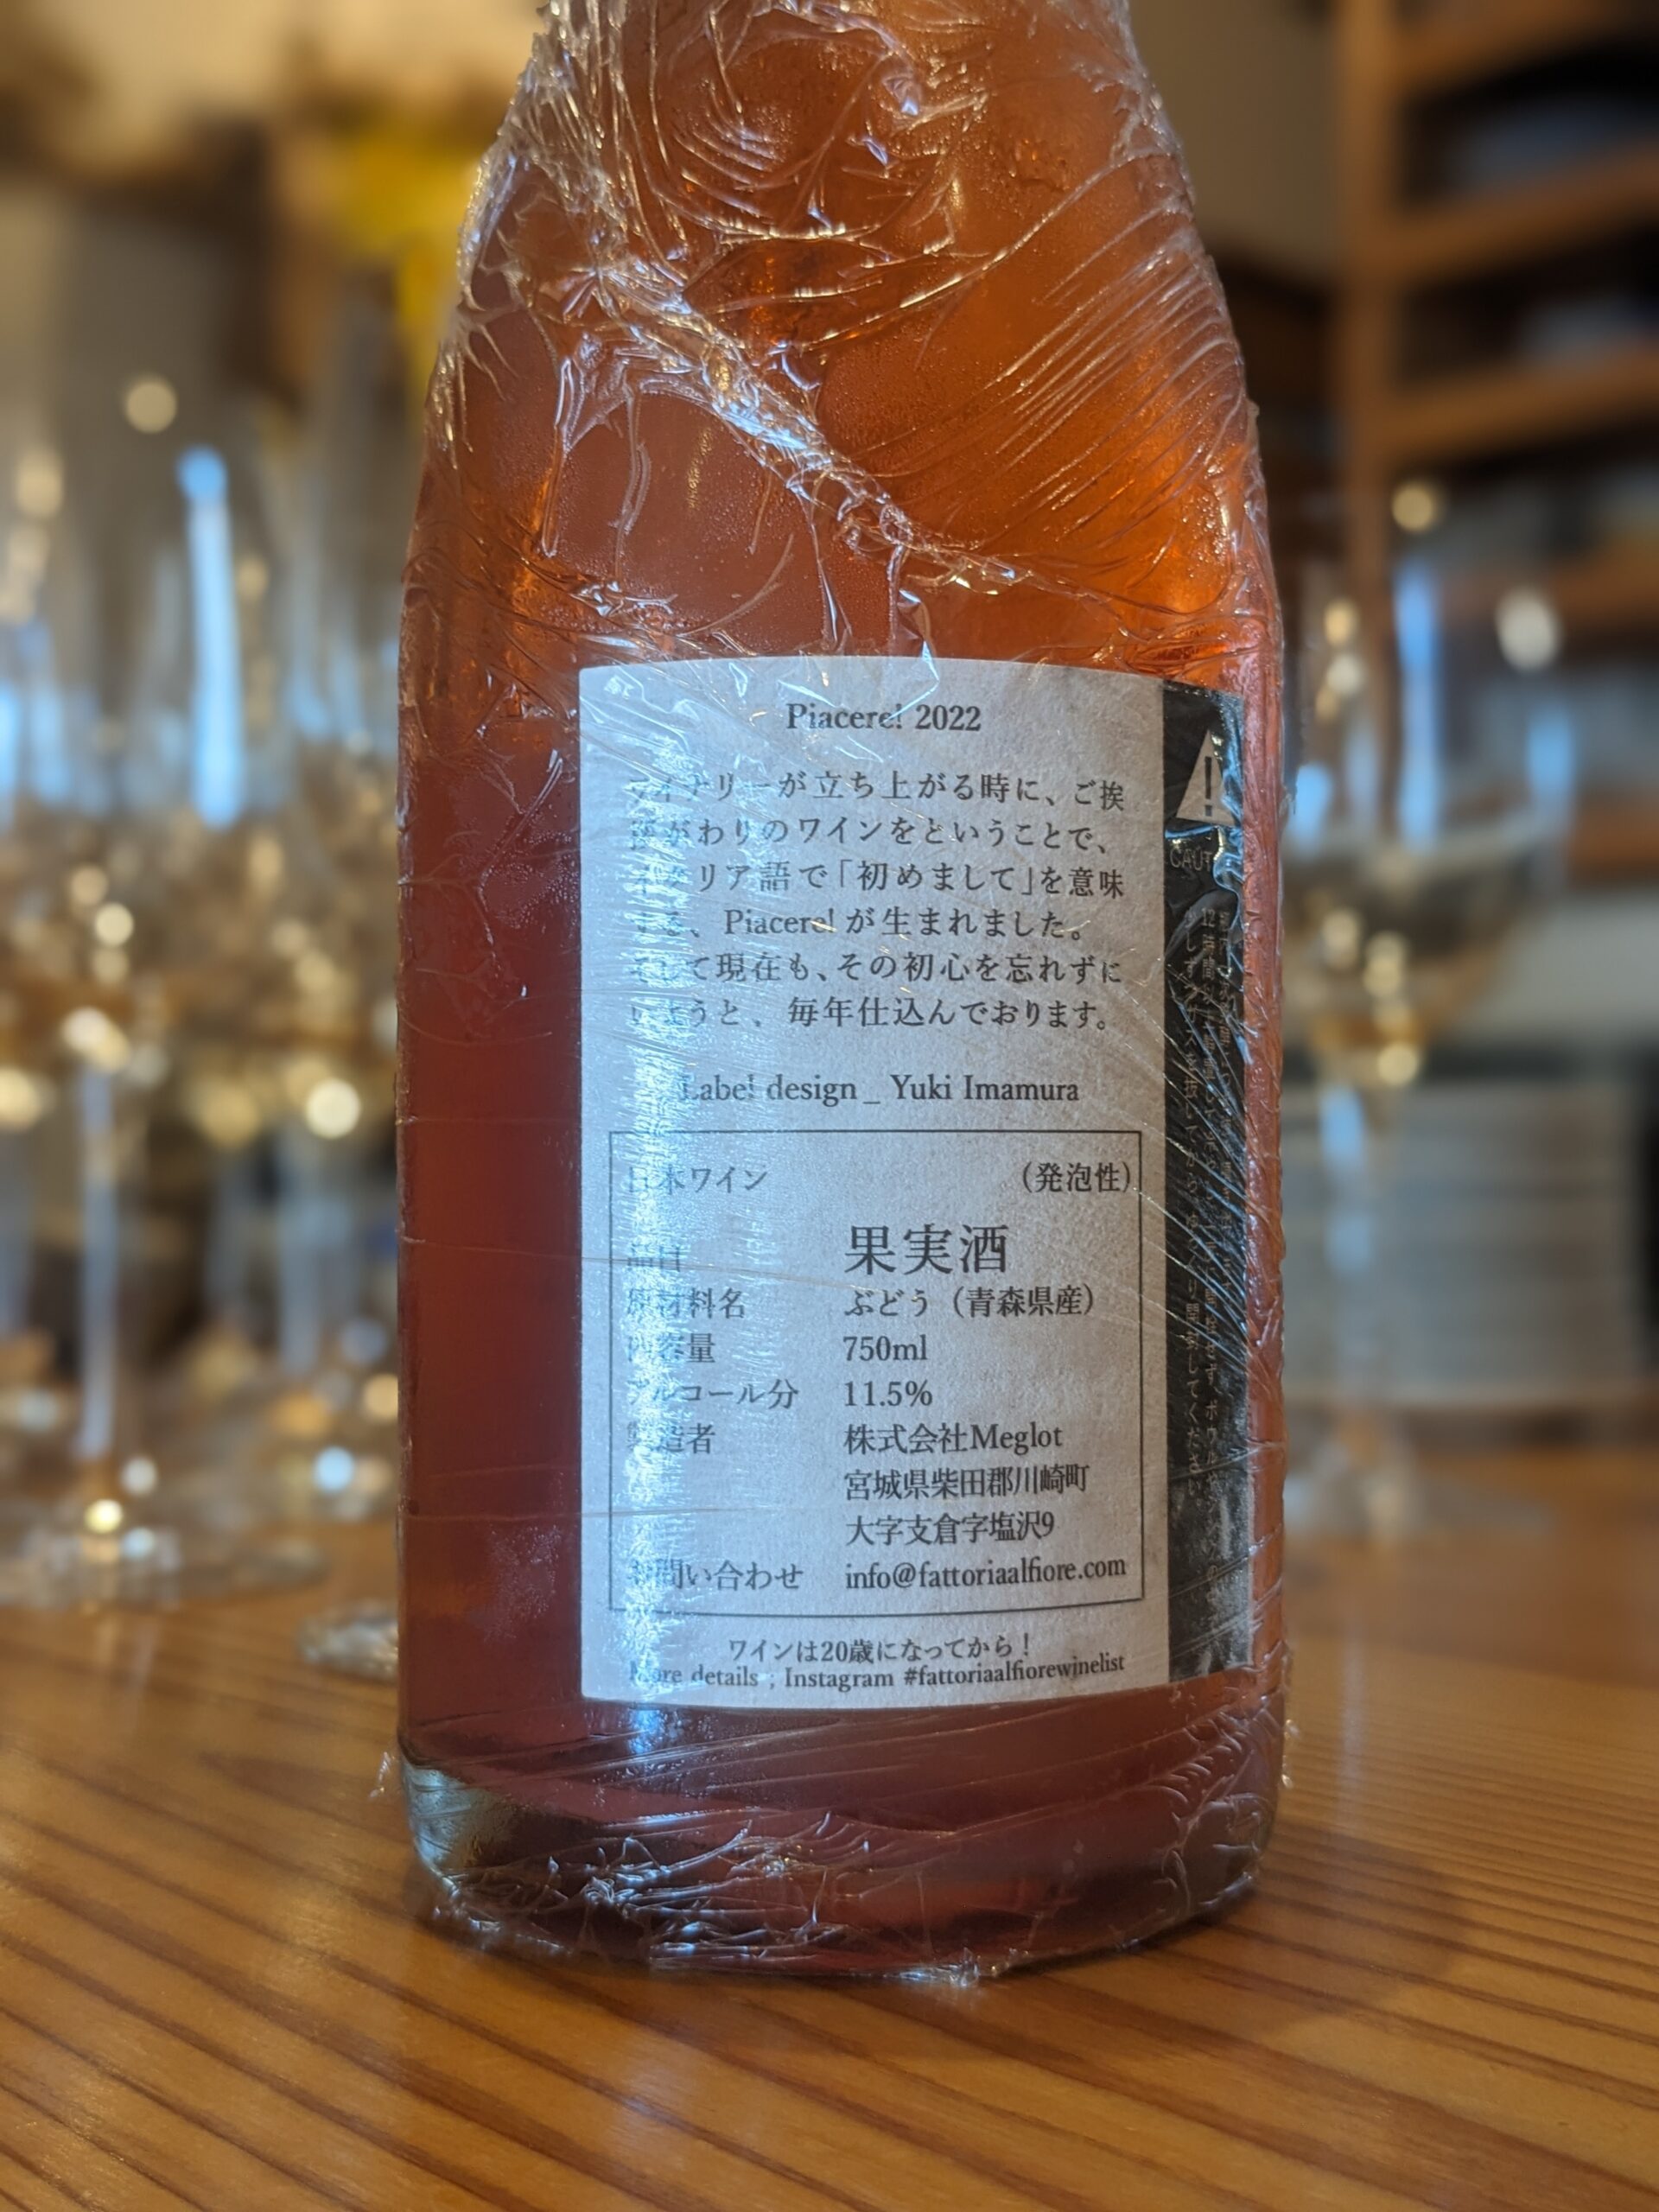 Piacere! 2022
ワイナリーが立ち上がる時に、ご挨
拶がわりのワインをということで、
イタリア語で「初めまして」を意味
する、Piacere!が生まれました。
そして現在も、その初心を忘れずに
いようと、毎年仕込んでおります。
Label design_ Yuki Imamura
日本ワイン (発泡性)
品目 果実酒
原材料名 ぶどう（青森県産）
内容量 750ml
アルコール分 11.5%
製造者 株式会社Meglot
宮城県柴田郡川崎町
大字支倉字塩沢9
お問い合わせ info@fattoriaalfiore.com
ワインは20歳になってから！
More details ; Instagram #fattoriaalfiorewinelist